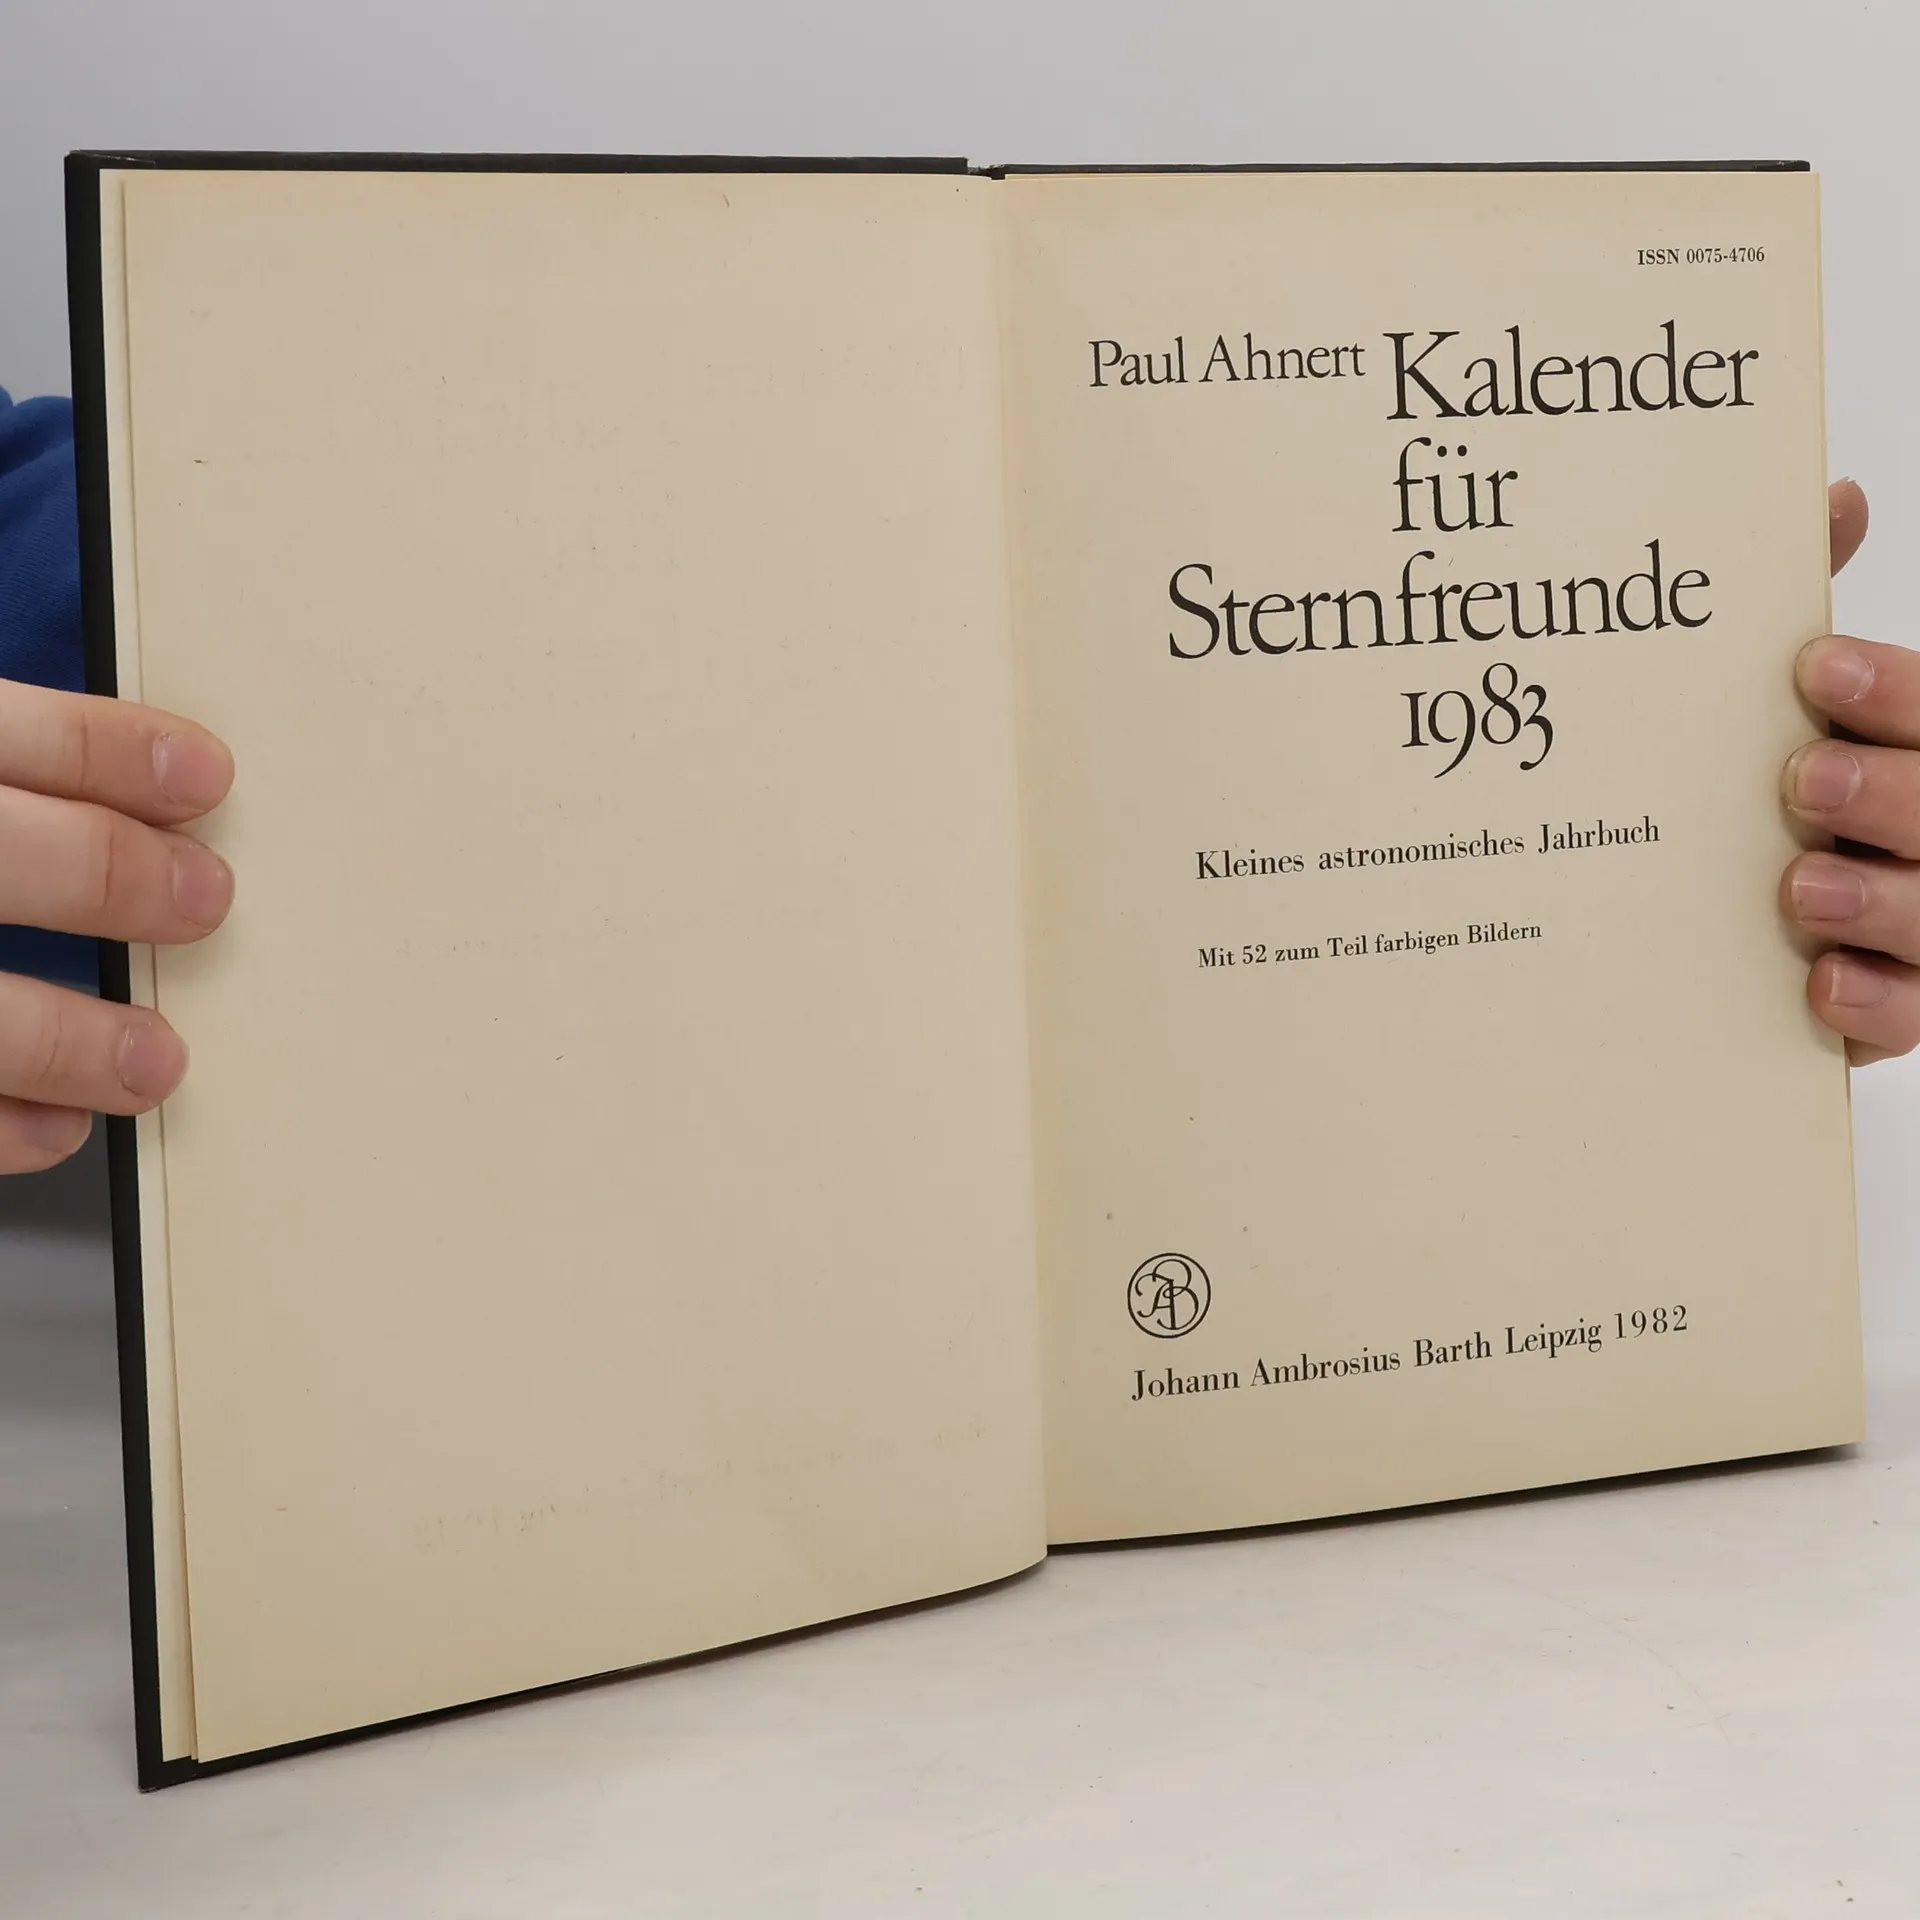 ISSN 0075-4706
Paul Ahnert Kalender
für
Sternfreunde
1983
Kleines astronomisches Jahrbuch
Mit 52 zum Teil farbigen Bildern
JAB
Johann Ambrosius Barth Leipzig 1982